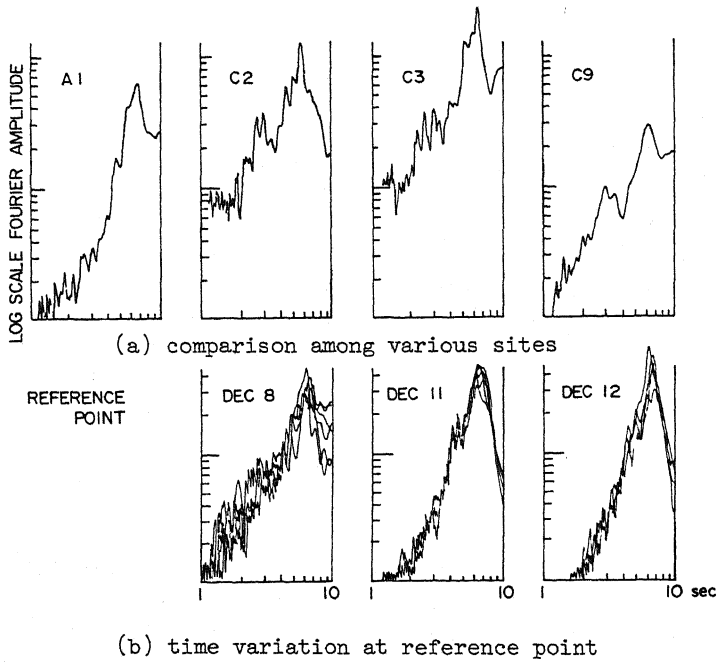 LOG SCALE FOURIER AMPLITUDE
A1
C2
C3
C9
(a) comparison among various sites
REFERENCE
POINT
DEC 8
DEC 11
DEC 12
1 10 1 10 1 10 sec
(b) time variation at reference point